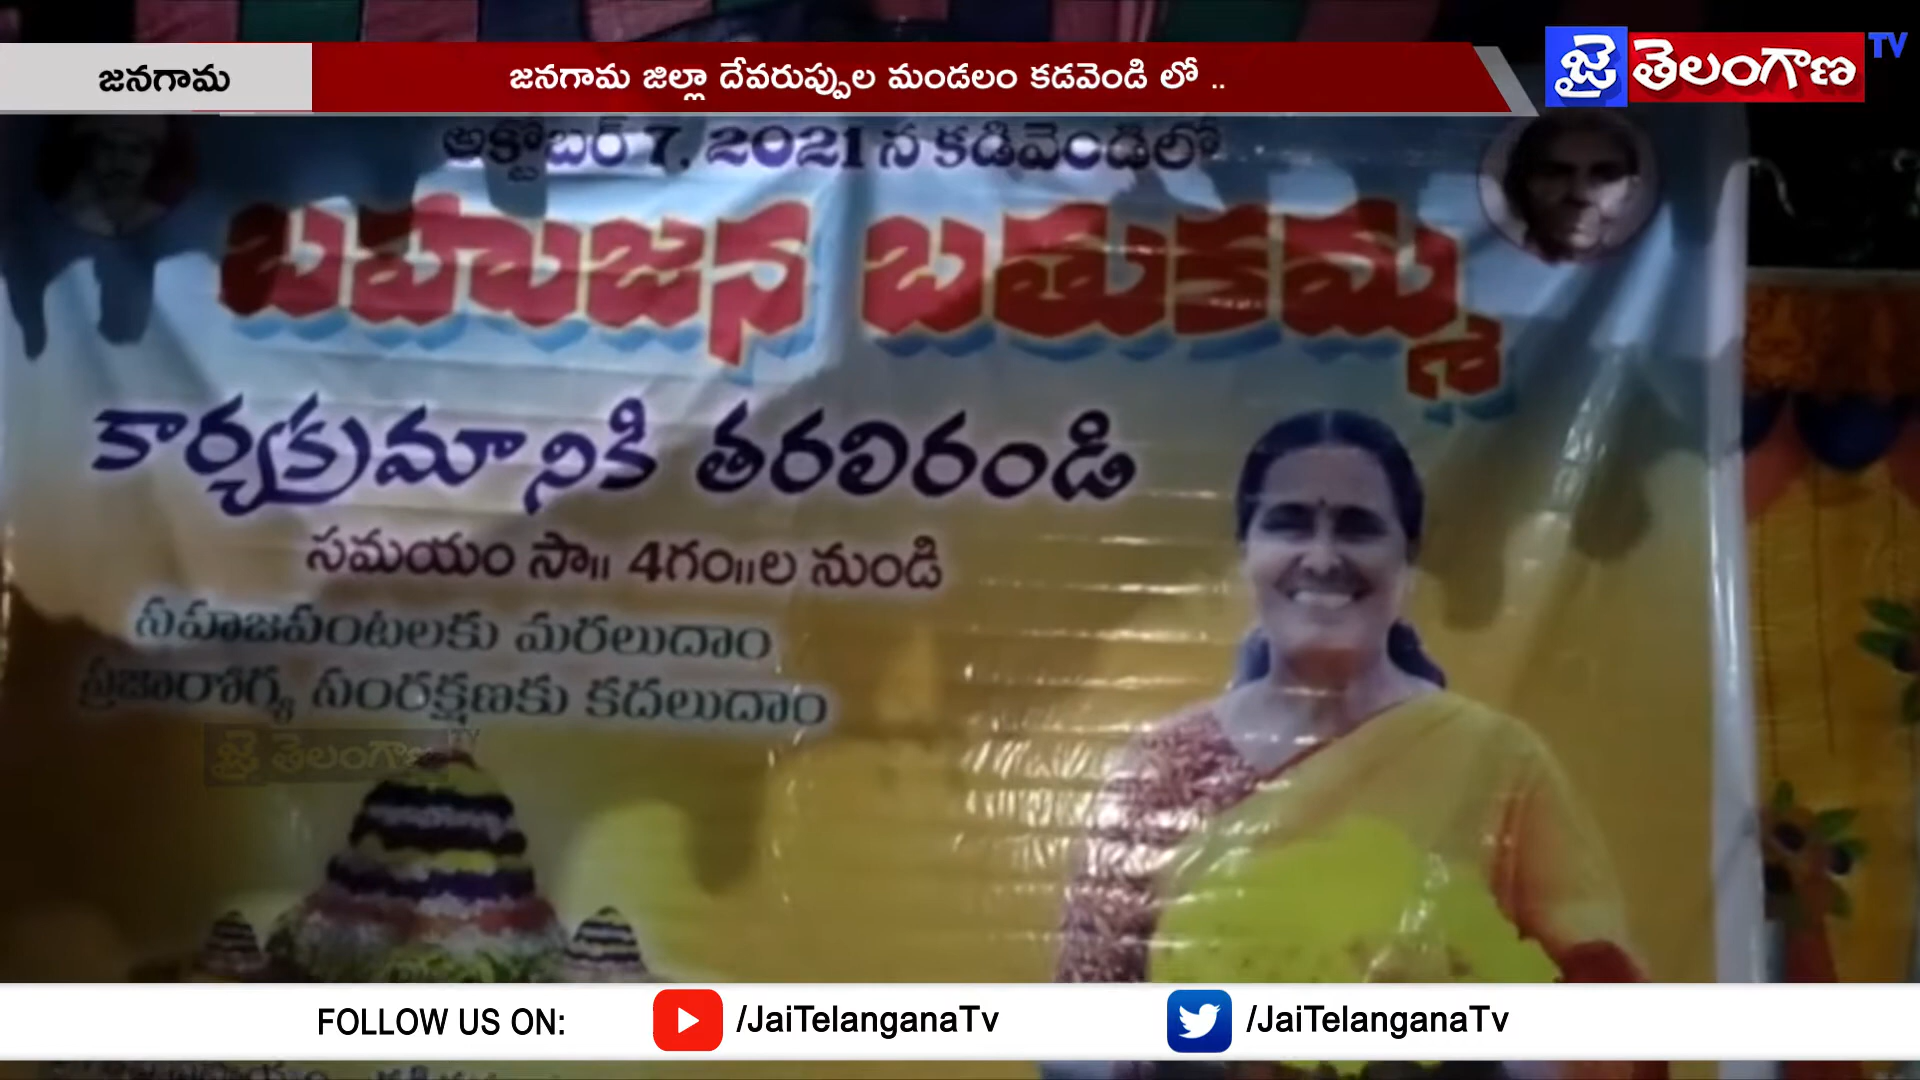 జనగామ
జనగామ జిల్లా దేవరుప్పుల మండలం కడవెండి లో ..
జై తెలంగాణ TV
అక్టోబర్ 7, 2021 న కడివెండిలో
బహుజన బతుకమ్మ
కార్యక్రమానికి తరలిరండి
సమయం సా॥ 4గం॥ల నుండి
సహజపంటలకు మరలుదాం
ప్రజారోగ్య సంరక్షణకు కదలుదాం
జై తెలంగాణ TV
FOLLOW US ON:
/JaiTelanganaTv
/JaiTelanganaTv